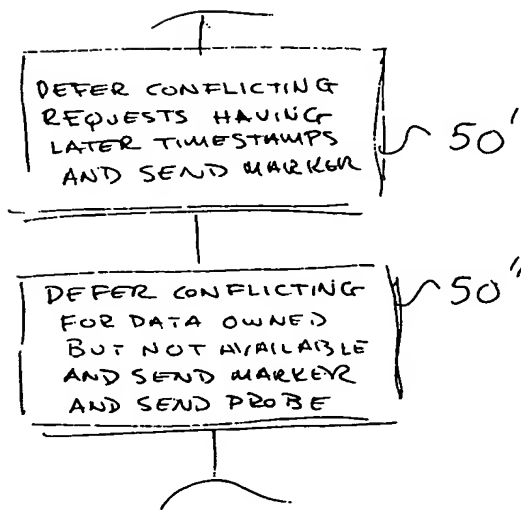 DEFER CONFLICTING
REQUESTS HAVING
LATER TIMESTAMPS
AND SEND MARKER
50'
DEFER CONFLICTING
FOR DATA OWNED
BUT NOT AVAILABLE
AND SEND MARKER
AND SEND PROBE
50"